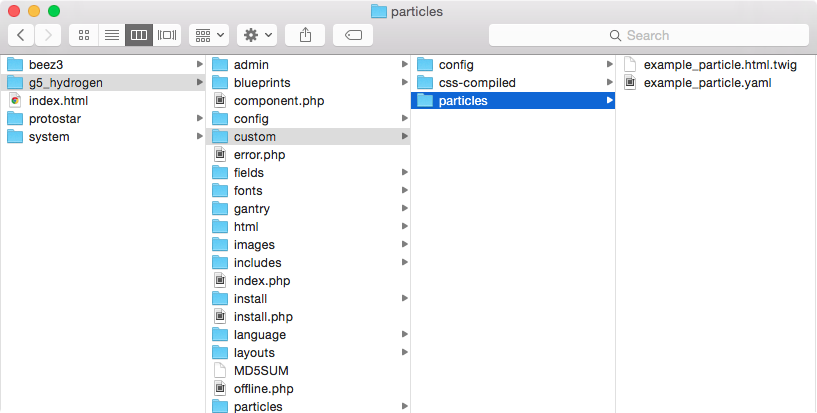 particles
Search
beez3
g5_hydrogen
index.html
protostar
system
admin
blueprints
component.php
config
custom
error.php
fields
fonts
gantry
html
images
includes
index.php
install
install.php
language
layouts
MD5SUM
offline.php
particles
config
css-compiled
particles
example_particle.html.twig
example_particle.yaml